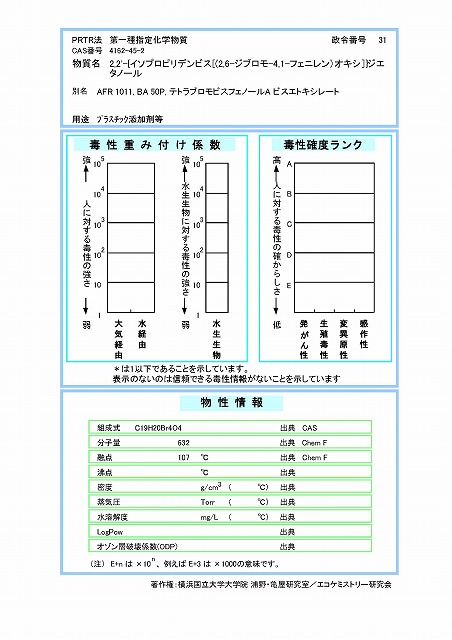 PRTR法　第一種指定化学物質　政令番号　31
CAS番号　4162-45-2
物質名　2,2'-{イソプロピリデンビス[(2,6-ジブロモ-4,1-フェニレン)オキシ]}ジエ
タノール
別名　AFR 1011, BA 50P, テトラブロモビスフェノールA ビスエトキシレート
用途　プラスチック添加剤等
毒性重み付け係数
強
10^5
10^4
10^3
10^2
10
1
弱
人に対する毒性の強さ
大気経由
水経由
強
10^5
10^4
10^3
10^2
10
1
弱
水生生物に対する毒性の強さ
水生生物
毒性確度ランク
高
A
B
C
D
E
低
人に対する毒性の確からしさ
発がん性
生殖毒性
変異原性
感作性
＊は1以下であることを示しています。
表示のないのは信頼できる毒性情報がないことを示しています
物性情報
組成式　C19H20Br4O4　出典　CAS
分子量　632　出典　Chem F
融点　107　℃　出典　Chem F
沸点　℃　出典
密度　g/cm3　(　℃)　出典
蒸気圧　Torr　(　℃)　出典
水溶解度　mg/L　(　℃)　出典
LogPow　出典
オゾン層破壊係数(ODP)　出典
(注)　E+n は ×10^n、例えば E+3 は ×1000の意味です。
著作権:横浜国立大学大学院 浦野・亀屋研究室／エコケミストリー研究会